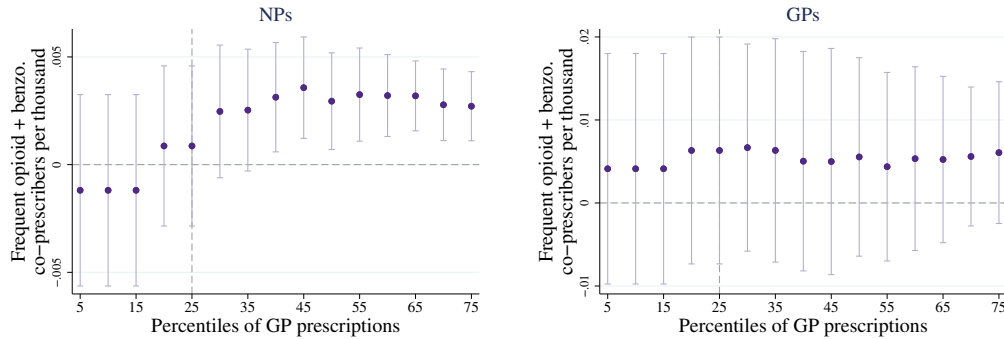 NPs
Frequent opioid + benzo.
co−prescribers per thousand
.005
0
−.005
5 15 25 35 45 55 65 75
Percentiles of GP prescriptions
GPs
Frequent opioid + benzo.
co−prescribers per thousand
.02
.01
0
−.01
5 15 25 35 45 55 65 75
Percentiles of GP prescriptions